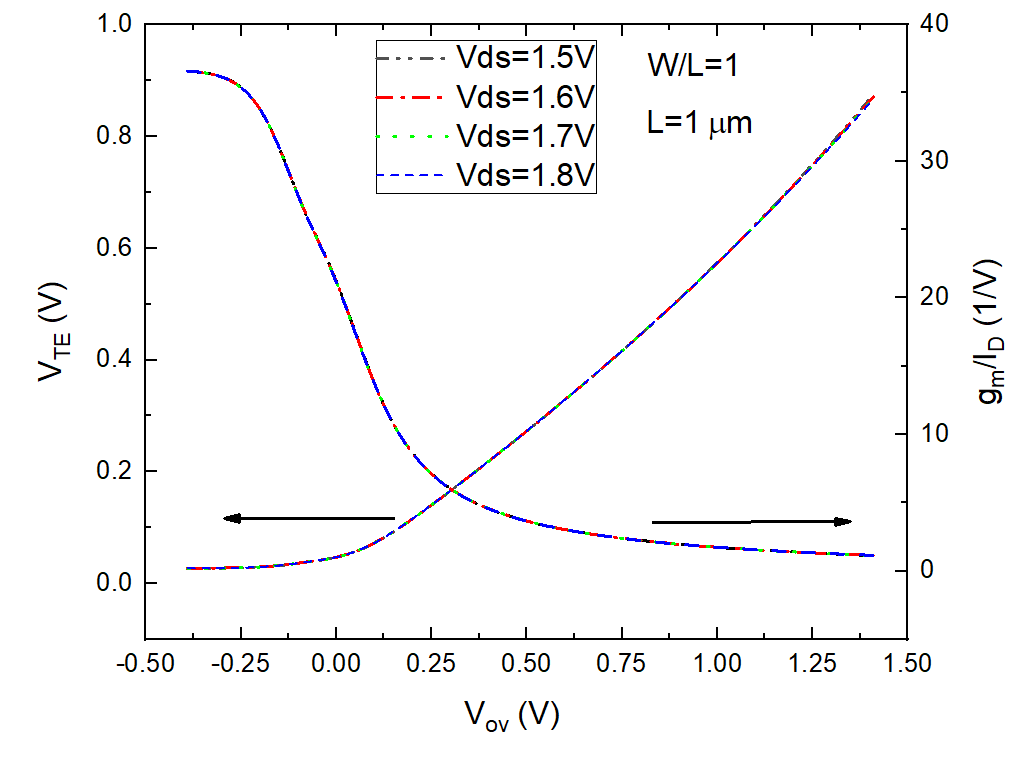 1.0
0.8
0.6
0.4
0.2
0.0
V_TE (V)
Vds=1.5V
Vds=1.6V
Vds=1.7V
Vds=1.8V
W/L=1
L=1 μm
40
30
20
10
0
g_m/I_D (1/V)
-0.50 -0.25 0.00 0.25 0.50 0.75 1.00 1.25 1.50
V_ov (V)